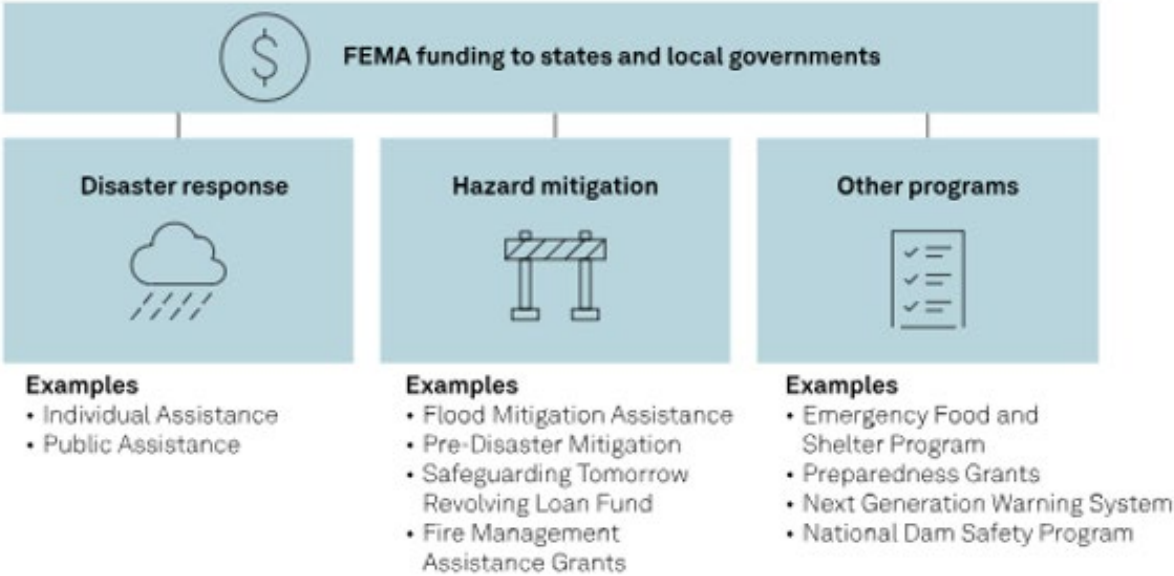 FEMA funding to states and local governments
Disaster response
Hazard mitigation
Other programs
Examples
• Individual Assistance
• Public Assistance
Examples
• Flood Mitigation Assistance
• Pre-Disaster Mitigation
• Safeguarding Tomorrow
Revolving Loan Fund
• Fire Management
Assistance Grants
Examples
• Emergency Food and
Shelter Program
• Preparedness Grants
• Next Generation Warning System
• National Dam Safety Program